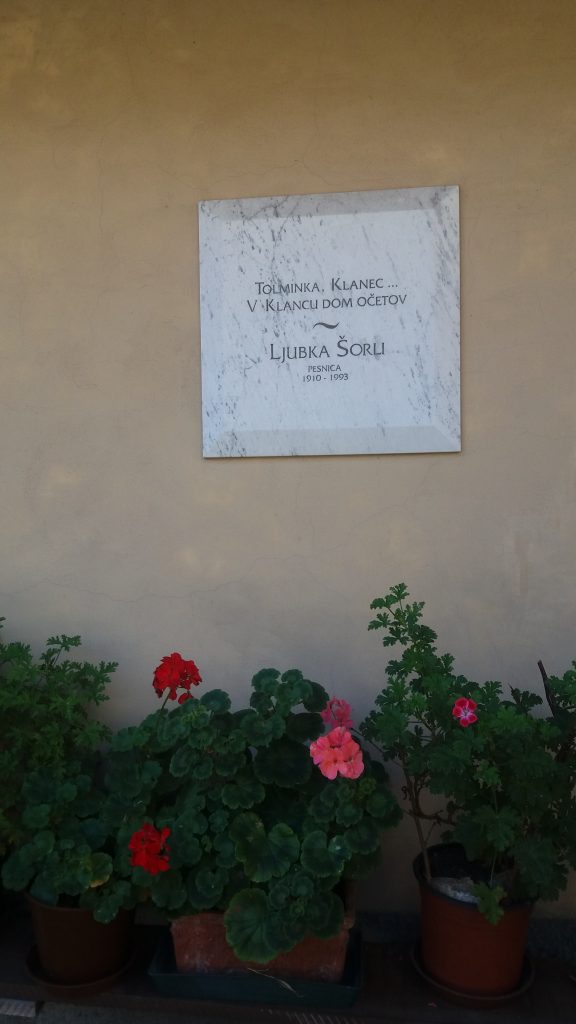 TOLMINKA, KLANEC ...
V KLANCU DOM OČETOV
~
LJUBKA ŠORLI
PESNICA
1910 - 1993